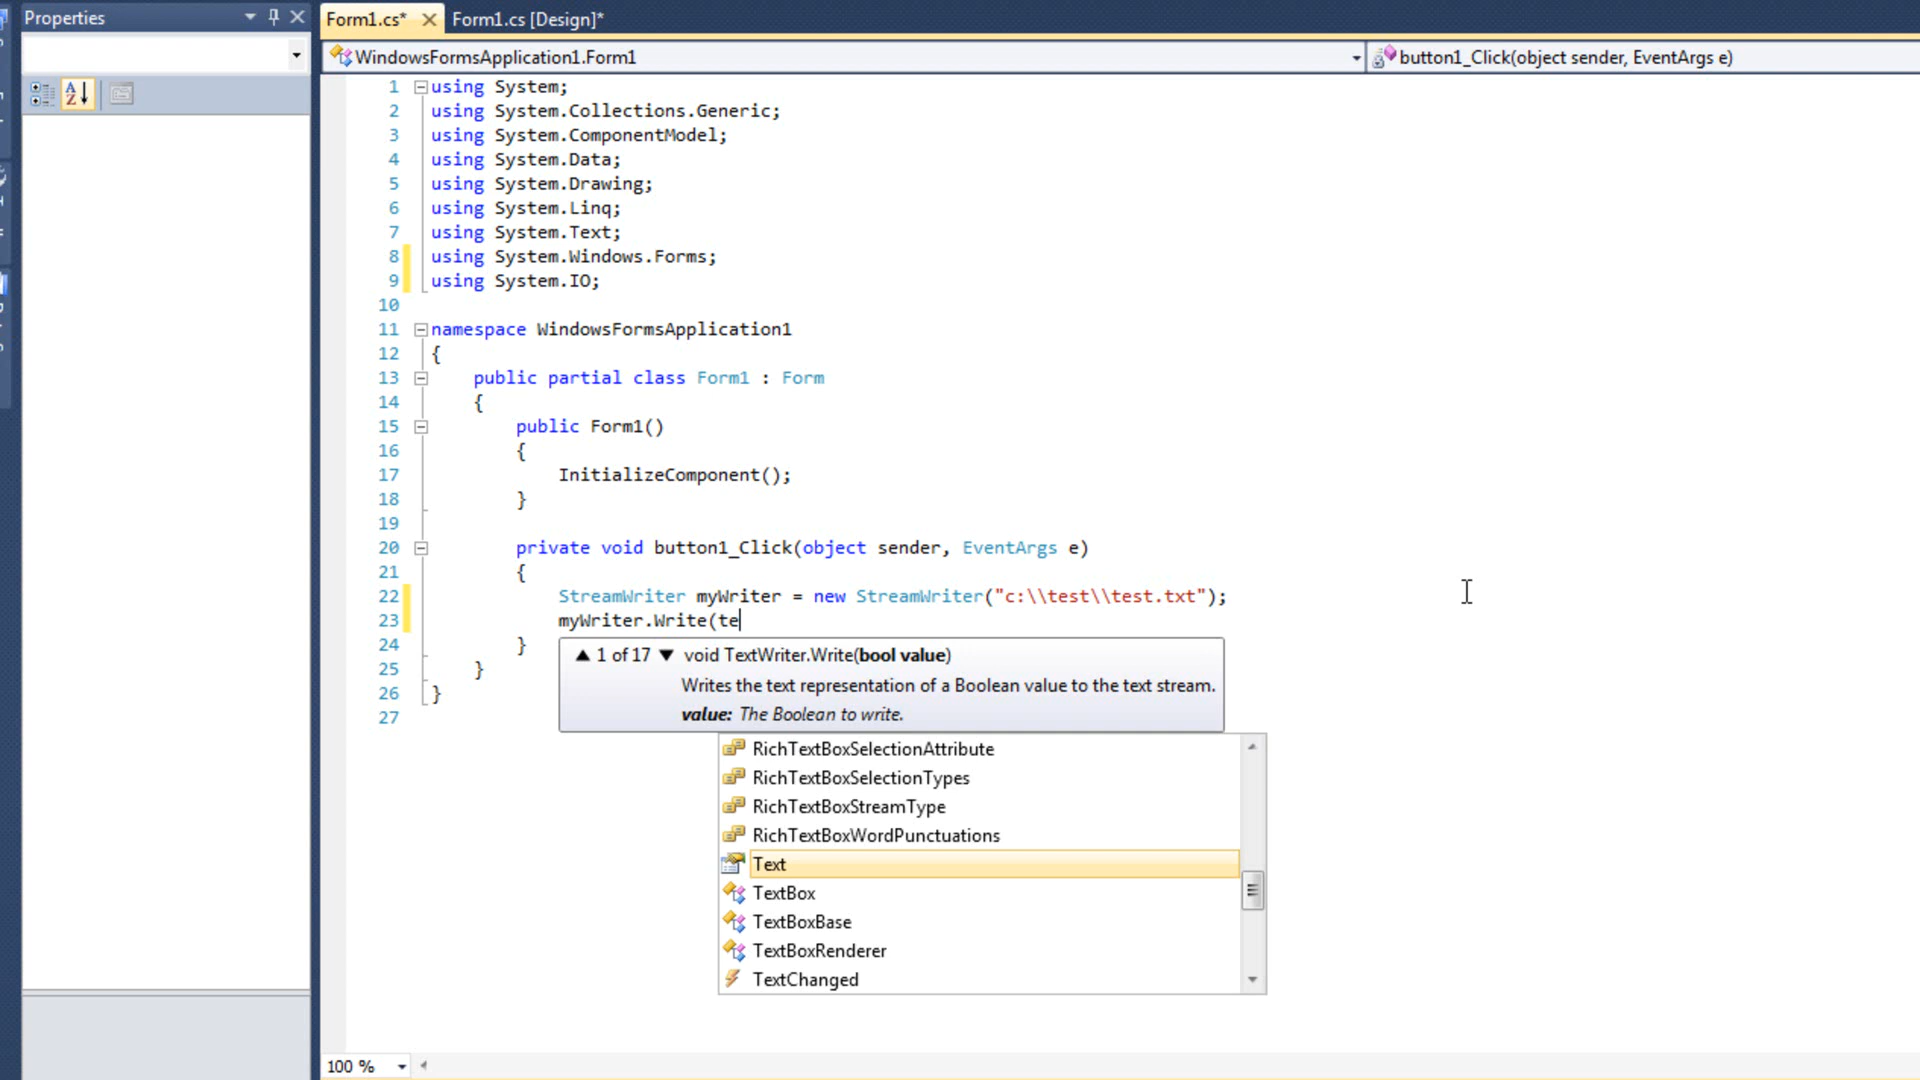 Properties
Form1.cs*
Form1.cs [Design]*
WindowsFormsApplication1.Form1
button1_Click(object sender, EventArgs e)
1 using System;
2 using System.Collections.Generic;
3 using System.ComponentModel;
4 using System.Data;
5 using System.Drawing;
6 using System.Linq;
7 using System.Text;
8 using System.Windows.Forms;
9 using System.IO;
10
11 namespace WindowsFormsApplication1
12 {
13 public partial class Form1 : Form
14 {
15 public Form1()
16 {
17 InitializeComponent();
18 }
19
20 private void button1_Click(object sender, EventArgs e)
21 {
22 StreamWriter myWriter = new StreamWriter("c:\\test\\test.txt");
23 myWriter.Write(te
24 }
25 }
26 }
27
▲ 1 of 17 ▼ void TextWriter.Write(bool value)
Writes the text representation of a Boolean value to the text stream.
value: The Boolean to write.
RichTextBoxSelectionAttribute
RichTextBoxSelectionTypes
RichTextBoxStreamType
RichTextBoxWordPunctuations
Text
TextBox
TextBoxBase
TextBoxRenderer
TextChanged
100 %